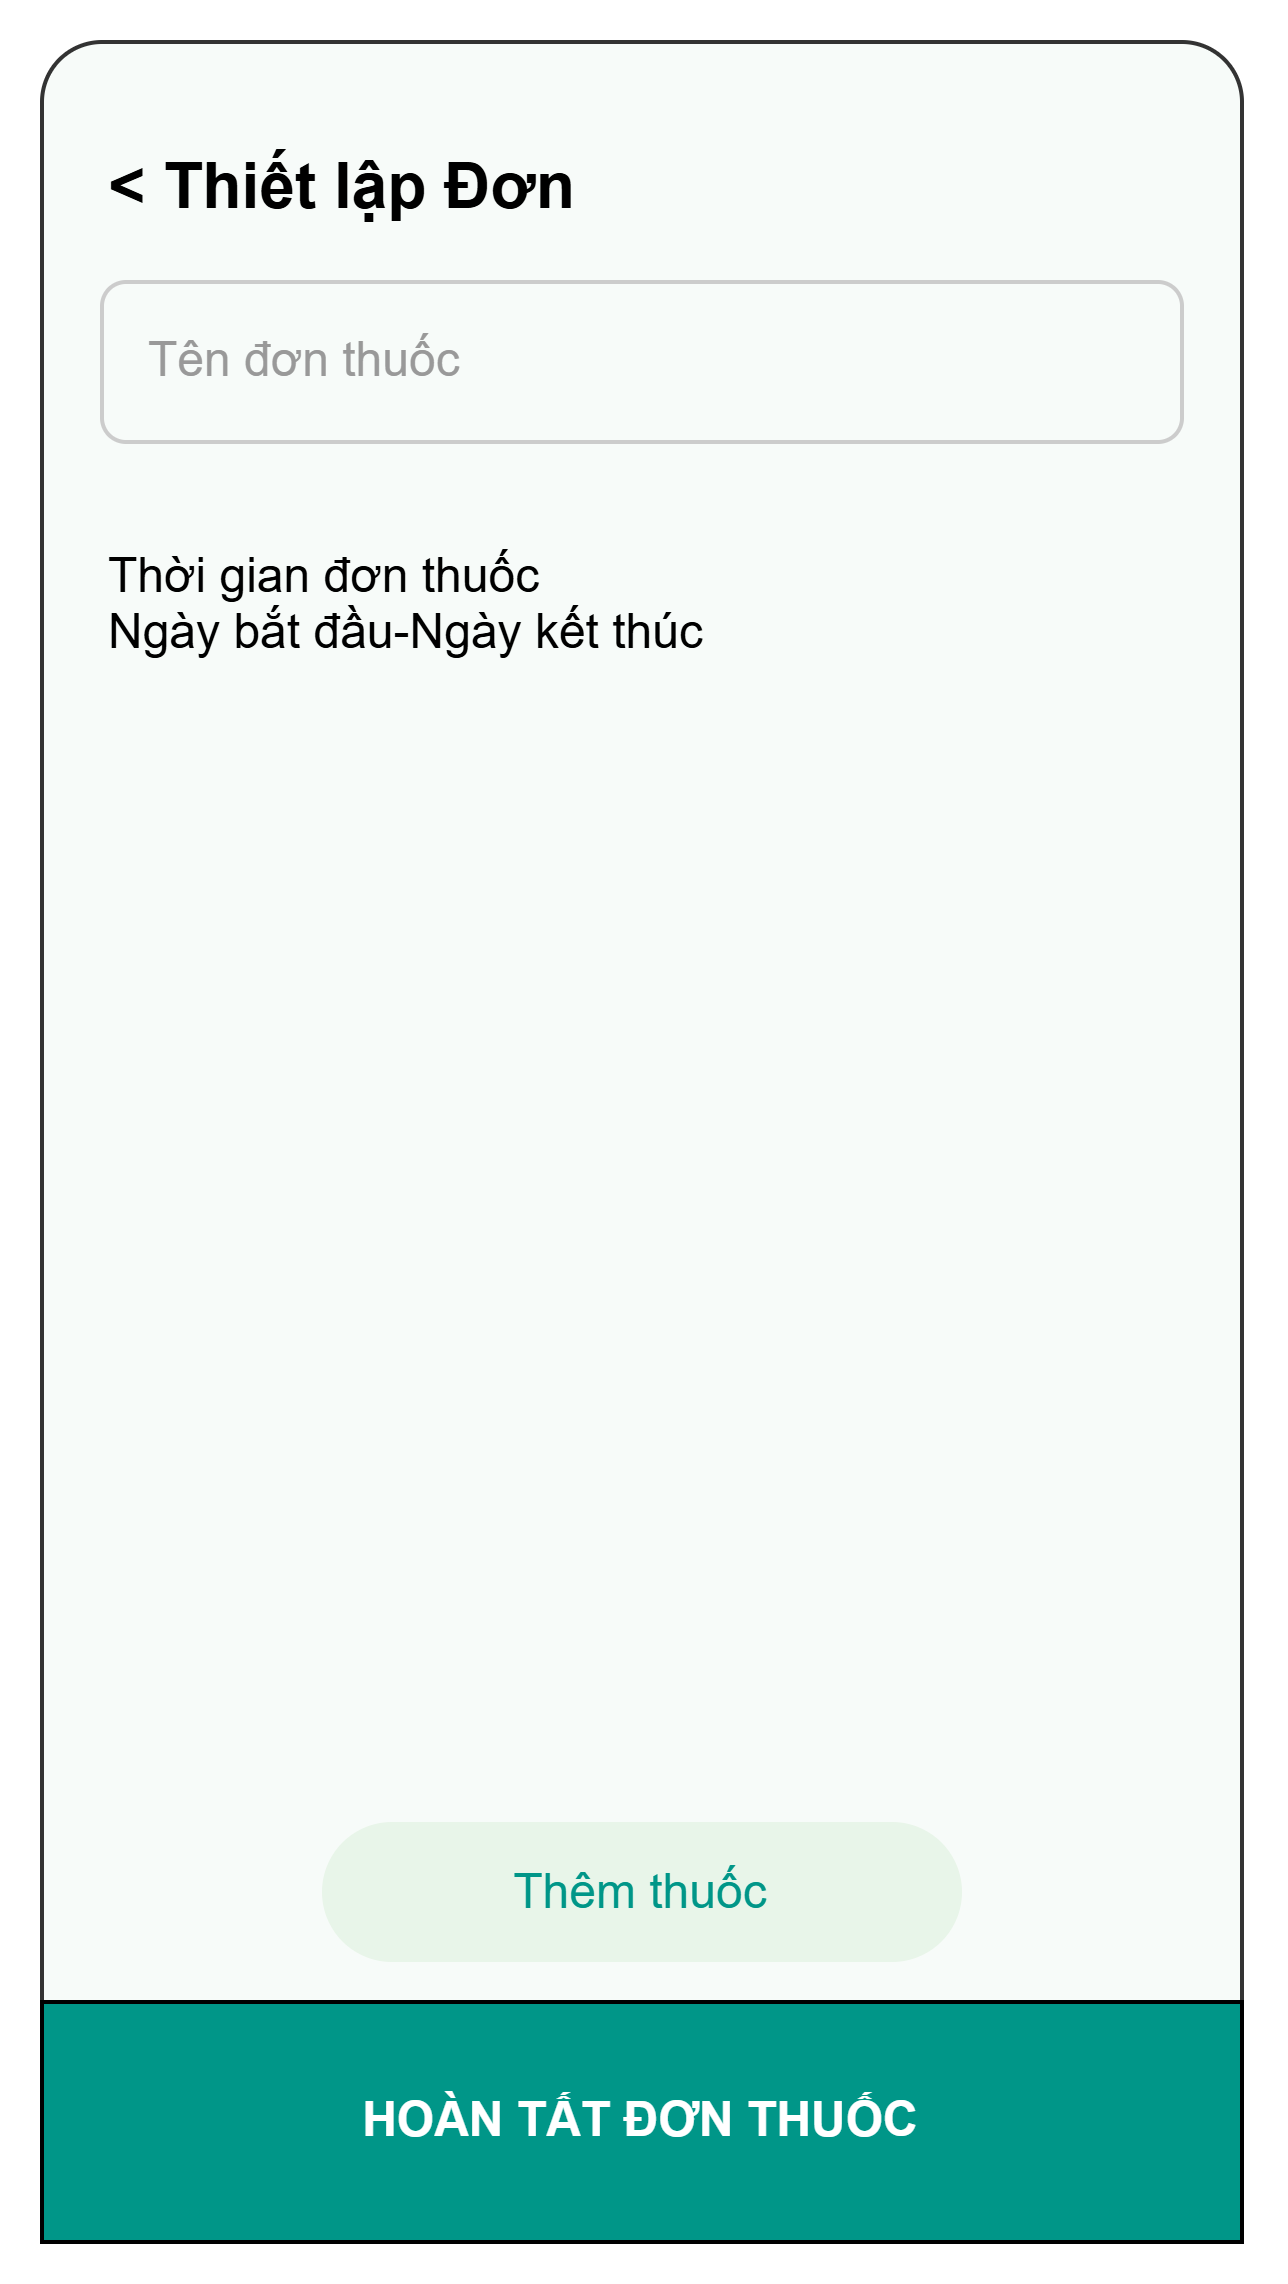 < Thiết lập Đơn
Tên đơn thuốc
Thời gian đơn thuốc
Ngày bắt đầu-Ngày kết thúc
Thêm thuốc
HOÀN TẤT ĐƠN THUỐC